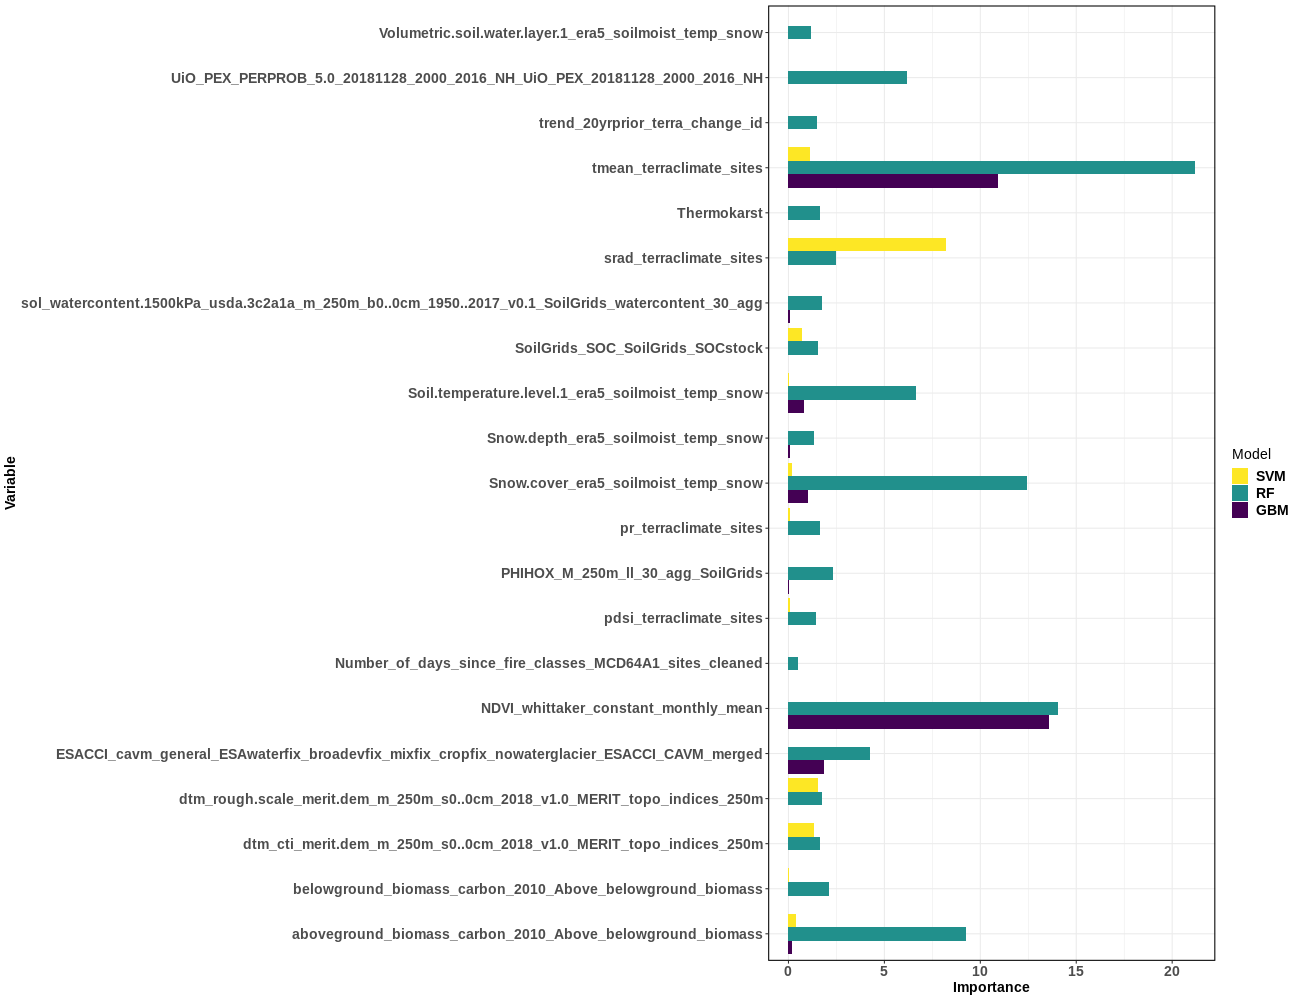 Volumetric.soil.water.layer.1_era5_soilmoist_temp_snow
UiO_PEX_PERPROB_5.0_20181128_2000_2016_NH_UiO_PEX_20181128_2000_2016_NH
trend_20yrprior_terra_change_id
tmean_terraclimate_sites
Thermokarst
srad_terraclimate_sites
sol_watercontent.1500kPa_usda.3c2a1a_m_250m_b0..0cm_1950..2017_v0.1_SoilGrids_watercontent_30_agg
SoilGrids_SOC_SoilGrids_SOCstock
Soil.temperature.level.1_era5_soilmoist_temp_snow
Snow.depth_era5_soilmoist_temp_snow
Snow.cover_era5_soilmoist_temp_snow
pr_terraclimate_sites
PHIHOX_M_250m_ll_30_agg_SoilGrids
pdsi_terraclimate_sites
Number_of_days_since_fire_classes_MCD64A1_sites_cleaned
NDVI_whittaker_constant_monthly_mean
ESACCI_cavm_general_ESAwaterfix_broadevfix_mixfix_cropfix_nowaterglacier_ESACCI_CAVM_merged
dtm_rough.scale_merit.dem_m_250m_s0..0cm_2018_v1.0_MERIT_topo_indices_250m
dtm_cti_merit.dem_m_250m_s0..0cm_2018_v1.0_MERIT_topo_indices_250m
belowground_biomass_carbon_2010_Above_belowground_biomass
aboveground_biomass_carbon_2010_Above_belowground_biomass
Variable
0 5 10 15 20
Importance
Model
SVM
RF
GBM